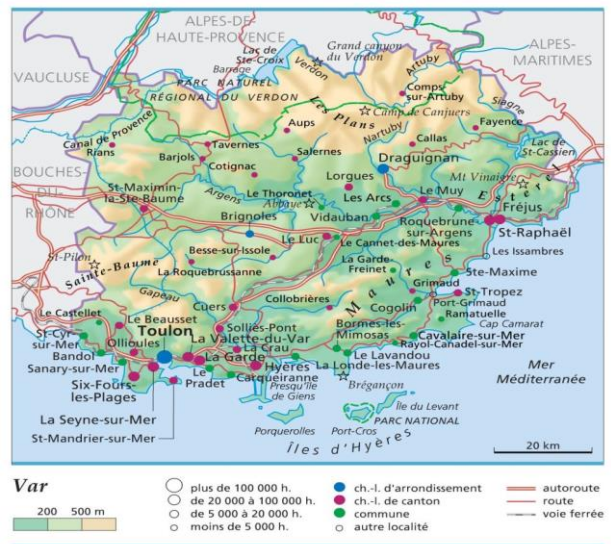 ALPES-DE-
HAUTE-PROVENCE
Lac de
Ste-Croix
Grand canyon
du Verdon
ALPES-
MARITIMES
VAUCLUSE
Barrage
Verdon
Artuby
PARC NATUREL
RÉGIONAL DU VERDON
Comps-
sur-Artuby
Siagne
Les Plans
Camp de Canjuers
Aups
Fayence
Canal de Provence
Rians
Tavernes
Nartuby
Callas
Lac de
St-Cassien
Barjols
Salernes
Cotignac
Draguignan
Mt Vinaigre
BOUCHES-
DU-
RHÔNE
Lorgues
Esterel
St-Maximin-
la-Ste-Baume
Argens
Le Thoronet
Abbaye
Les Arcs
Le Muy
Fréjus
Brignoles
Vidauban
Roquebrune-
sur-Argens
St-Raphaël
Le Luc
Le Cannet-des-Maures
Besse-sur-Issole
Les Issambres
St-Pilon
La Garde-
Freinet
Sainte-Baume
La Roquebrussanne
Ste-Maxime
Maures
Grimaud
St-Tropez
Gapeau
Collobrières
Port-Grimaud
Cuers
Cogolin
Ramatuelle
Le Castellet
Le Beausset
Solliès-Pont
Bormes-les-
Mimosas
Cap Camarat
St-Cyr-
sur-Mer
Toulon
La Valette-du-Var
Cavalaire-sur-Mer
Ollioules
La Crau
Rayol-Canadel-sur-Mer
Bandol
La Garde
Le Lavandou
Mer
Méditerranée
Sanary-sur-Mer
Hyères
La Londe-les-Maures
Le
Pradet
Carqueiranne
Six-Fours-
les-Plages
Presqu'île
de Giens
Brégançon
La Seyne-sur-Mer
Île du Levant
PARC NATIONAL
St-Mandrier-sur-Mer
Porquerolles
Port-Cros
Îles d'Hyères
20 km
Var
200 500 m
plus de 100 000 h.
de 20 000 à 100 000 h.
de 5 000 à 20 000 h.
moins de 5 000 h.
ch.-l. d'arrondissement
ch.-l. de canton
commune
autre localité
autoroute
route
voie ferrée